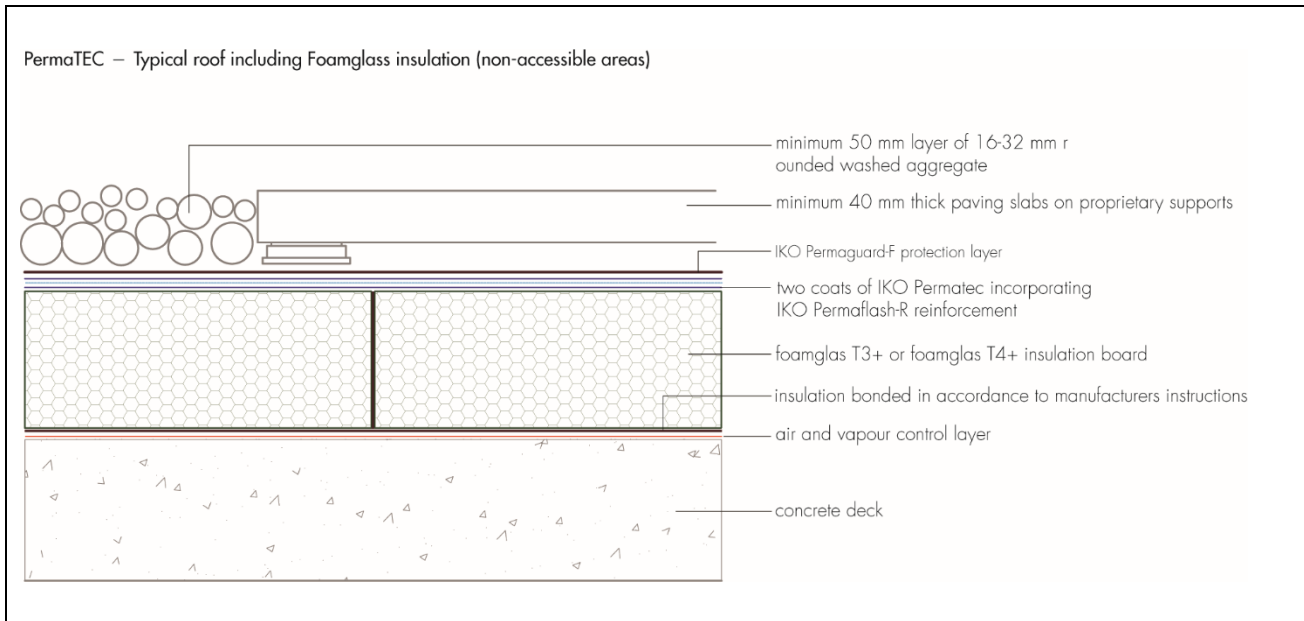 PermaTEC – Typical roof including Foamglass insulation (non-accessible areas)
minimum 50 mm layer of 16-32 mm r
ounded washed aggregate
minimum 40 mm thick paving slabs on proprietary supports
IKO Permaguard-F protection layer
two coats of IKO Permatec incorporating
IKO Permaflash-R reinforcement
foamglas T3+ or foamglas T4+ insulation board
insulation bonded in accordance to manufacturers instructions
air and vapour control layer
concrete deck